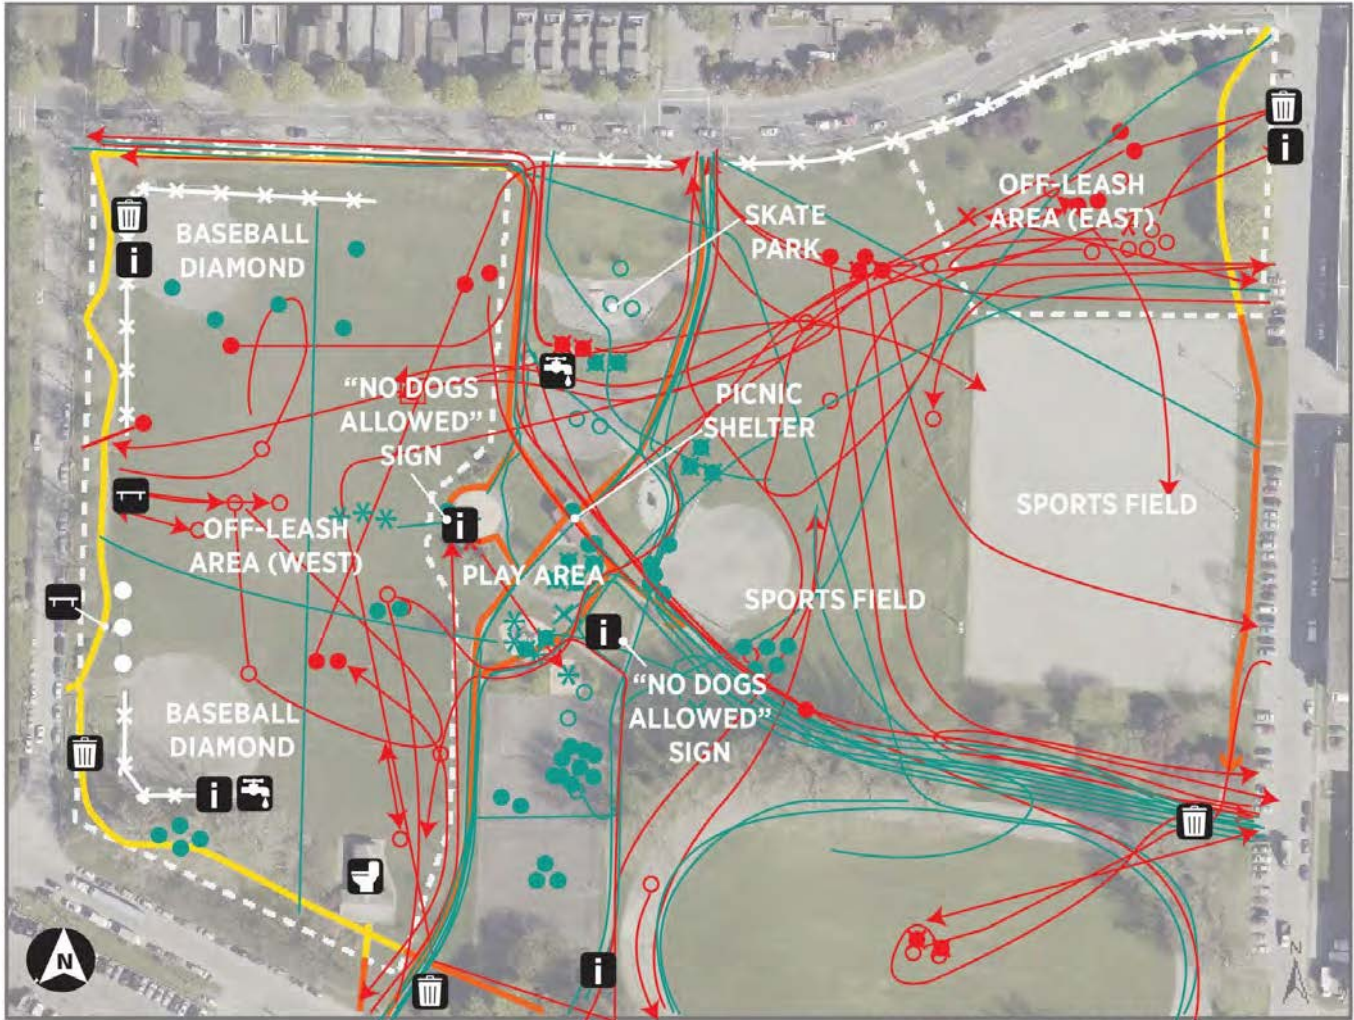 OFF-LEASH
AREA (EAST)
SKATE
PARK
BASEBALL
DIAMOND
"NO DOGS
ALLOWED"
SIGN
PICNIC
SHELTER
SPORTS FIELD
OFF-LEASH
AREA (WEST)
PLAY AREA
SPORTS FIELD
"NO DOGS
ALLOWED"
SIGN
BASEBALL
DIAMOND
i
i
i
i
i
i
N
N